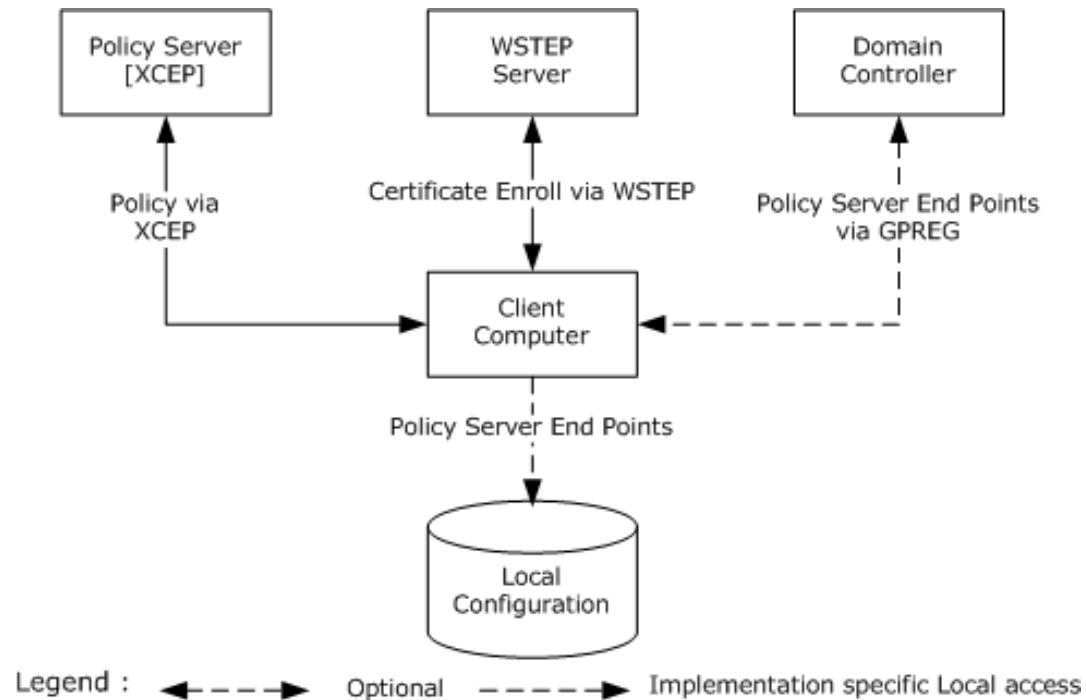 Policy Server
[XCEP]
WSTEP
Server
Domain
Controller
Policy via
XCEP
Certificate Enroll via WSTEP
Policy Server End Points
via GPREG
Client
Computer
Policy Server End Points
Local
Configuration
Legend :
Optional
Implementation specific Local access